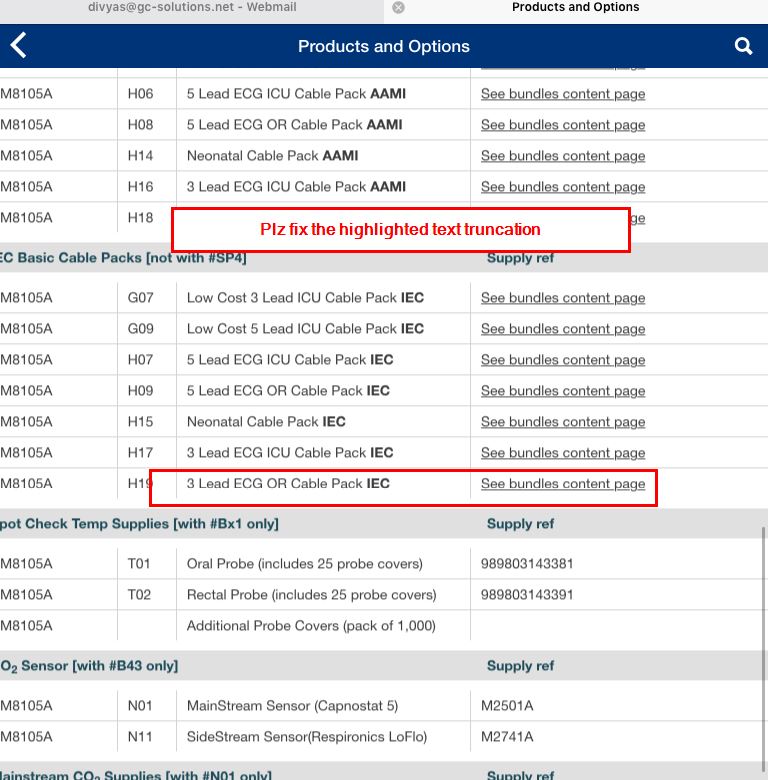 divyas@gc-solutions.net - Webmail Products and Options
Products and Options
M8105A H06 5 Lead ECG ICU Cable Pack AAMI See bundles content page
M8105A H08 5 Lead ECG OR Cable Pack AAMI See bundles content page
M8105A H14 Neonatal Cable Pack AAMI See bundles content page
M8105A H16 3 Lead ECG ICU Cable Pack AAMI See bundles content page
M8105A H18 ge
Plz fix the highlighted text truncation
EC Basic Cable Packs [not with #SP4] Supply ref
M8105A G07 Low Cost 3 Lead ICU Cable Pack IEC See bundles content page
M8105A G09 Low Cost 5 Lead ICU Cable Pack IEC See bundles content page
M8105A H07 5 Lead ECG ICU Cable Pack IEC See bundles content page
M8105A H09 5 Lead ECG OR Cable Pack IEC See bundles content page
M8105A H15 Neonatal Cable Pack IEC See bundles content page
M8105A H17 3 Lead ECG ICU Cable Pack IEC See bundles content page
M8105A H19 3 Lead ECG OR Cable Pack IEC See bundles content page
pot Check Temp Supplies [with #Bx1 only] Supply ref
M8105A T01 Oral Probe (includes 25 probe covers) 989803143381
M8105A T02 Rectal Probe (includes 25 probe covers) 989803143391
M8105A Additional Probe Covers (pack of 1,000)
O₂ Sensor [with #B43 only] Supply ref
M8105A N01 MainStream Sensor (Capnostat 5) M2501A
M8105A N11 SideStream Sensor(Respironics LoFlo) M2741A
Mainstream CO₂ Supplies [with #N01 only] Supply ref